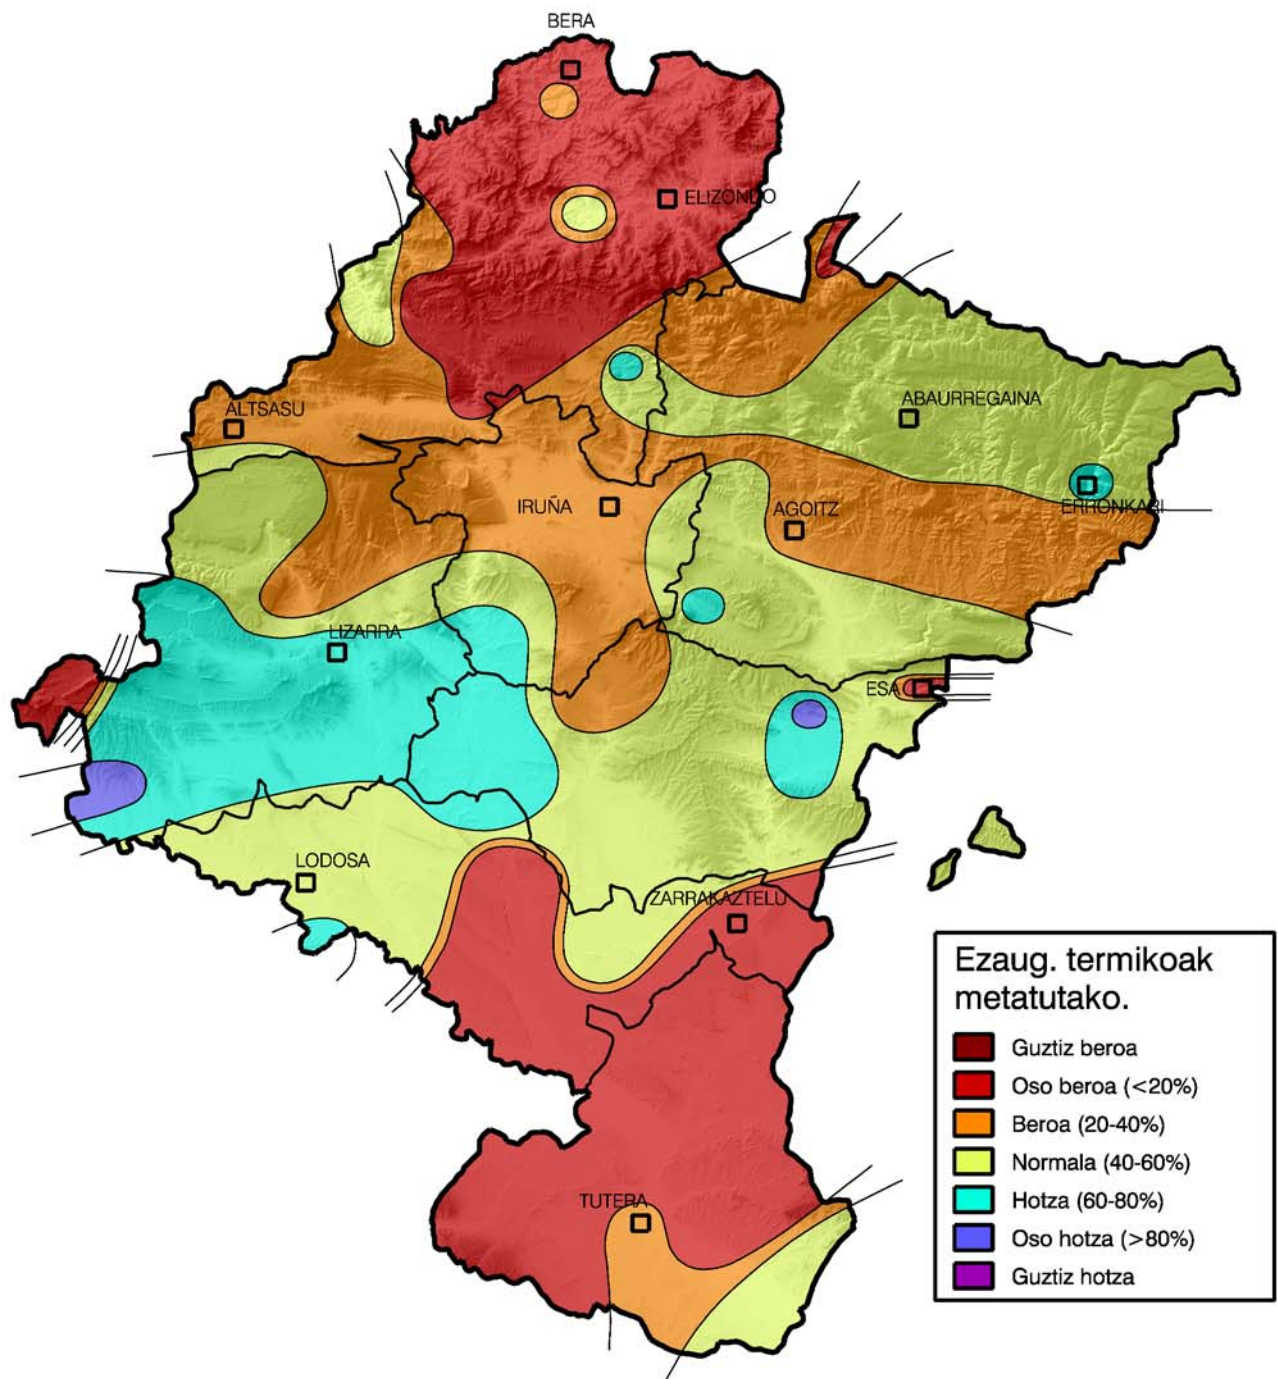 BERA
ELIZONDO
ALTSASU
ABAURREGAINA
IRUÑA
AGOITZ
ERRONKARI
LIZARRA
ESA
LODOSA
ZARRAKAZTELU
TUTERA
Ezaug. termikoak
metatutako.
Guztiz beroa
Oso beroa (<20%)
Beroa (20-40%)
Normala (40-60%)
Hotza (60-80%)
Oso hotza (>80%)
Guztiz hotza